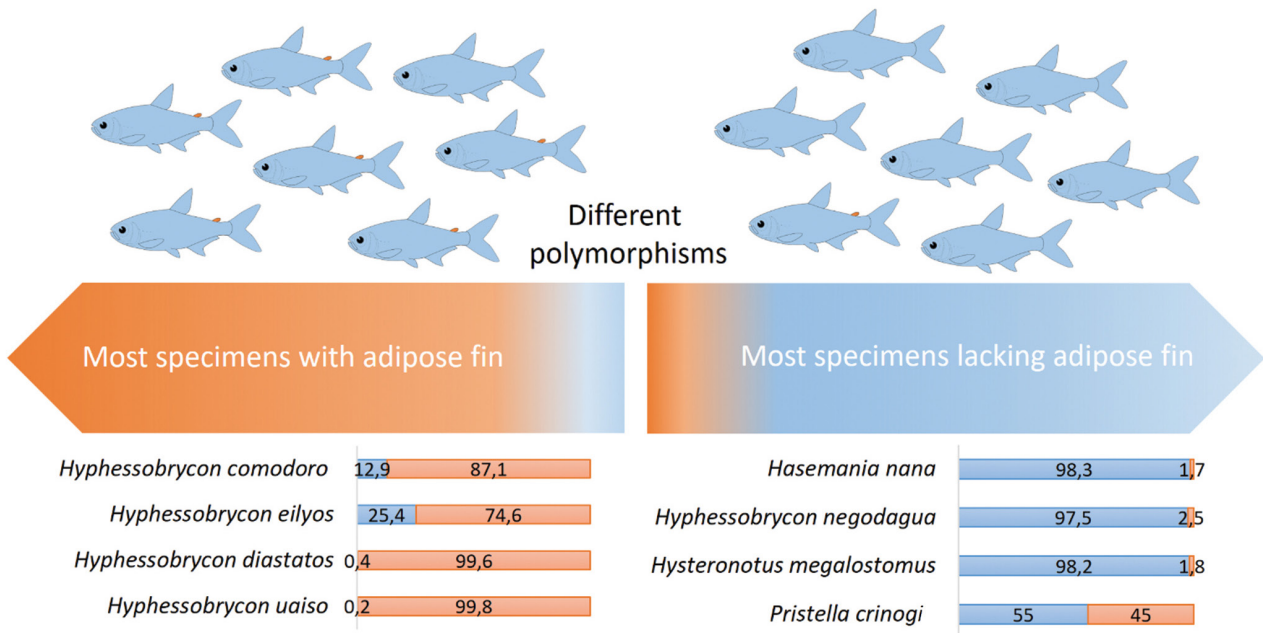 Different
polymorphisms
Most specimens with adipose fin
Most specimens lacking adipose fin
Hyphessobrycon comodoro 12,9 87,1
Hyphessobrycon eilyos 25,4 74,6
Hyphessobrycon diastatos 0,4 99,6
Hyphessobrycon uaiso 0,2 99,8
Hasemania nana 98,3 1,7
Hyphessobrycon negodagua 97,5 2,5
Hysteronotus megalostomus 98,2 1,8
Pristella crinogi 55 45